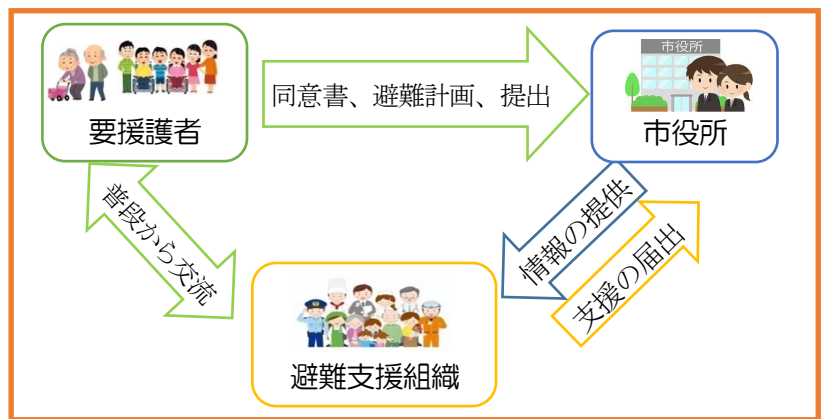 市役所
同意書、避難計画、提出
要援護者
市役所
普段から交流
情報の提供
支援の届出
避難支援組織